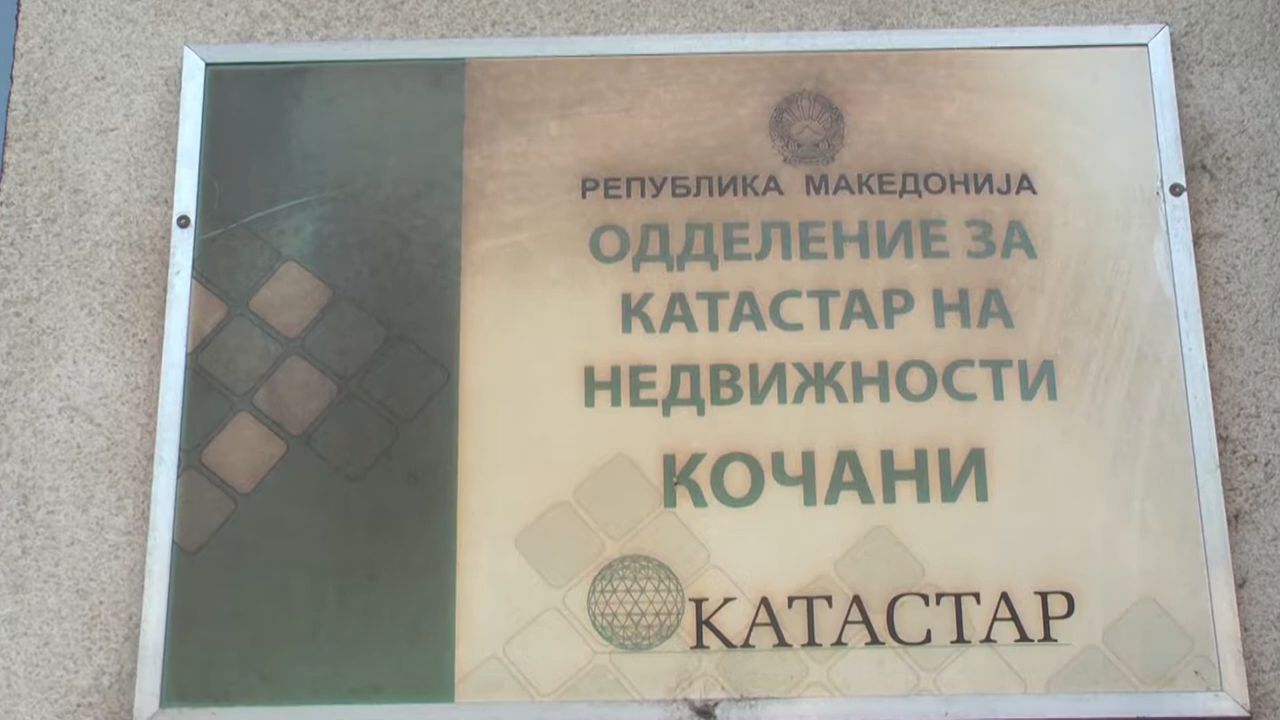 РЕПУБЛИКА МАКЕДОНИЈА
ОДДЕЛЕНИЕ ЗА
КАТАСТАР НА
НЕДВИЖНОСТИ
КОЧАНИ
КАТАСТАР